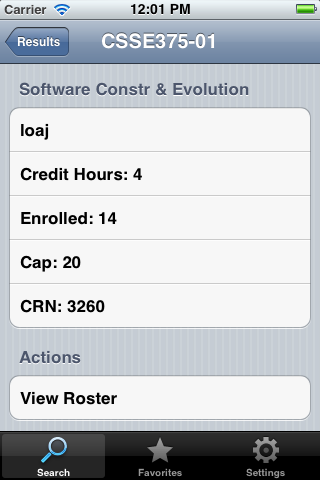 Carrier 12:01 PM
Results CSSE375-01
Software Constr & Evolution
loaj
Credit Hours: 4
Enrolled: 14
Cap: 20
CRN: 3260
Actions
View Roster
Search Favorites Settings